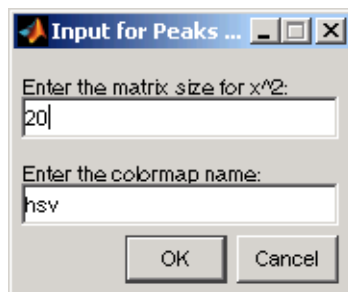 Input for Peaks ...
Enter the matrix size for x^2:
20
Enter the colormap name:
hsv
OK
Cancel